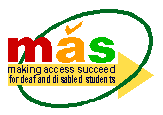 mas
making access succeed
for deaf and disabled students